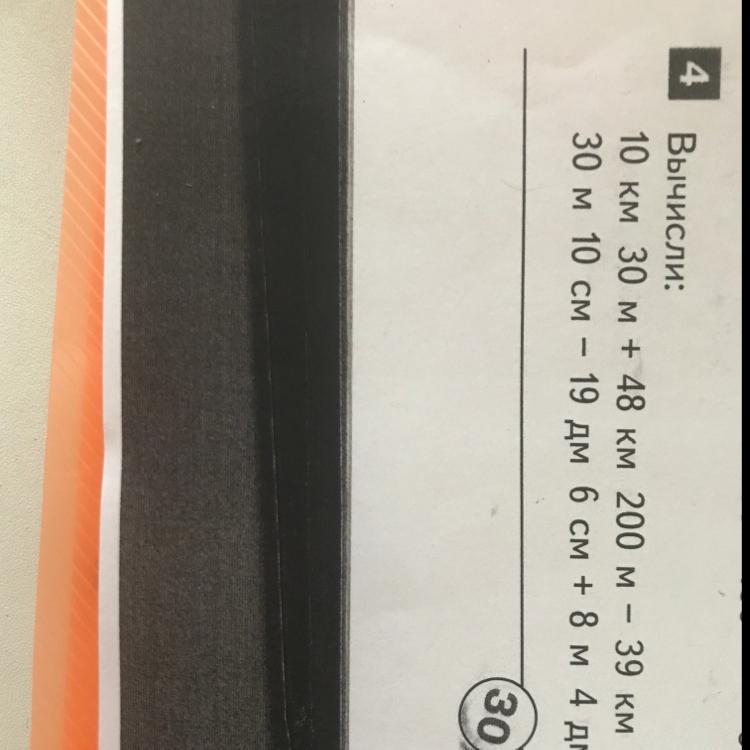 4 Вычисли:
10 км 30 м + 48 км 200 м – 39 км
30 м 10 см – 19 дм 6 см + 8 м 4
30